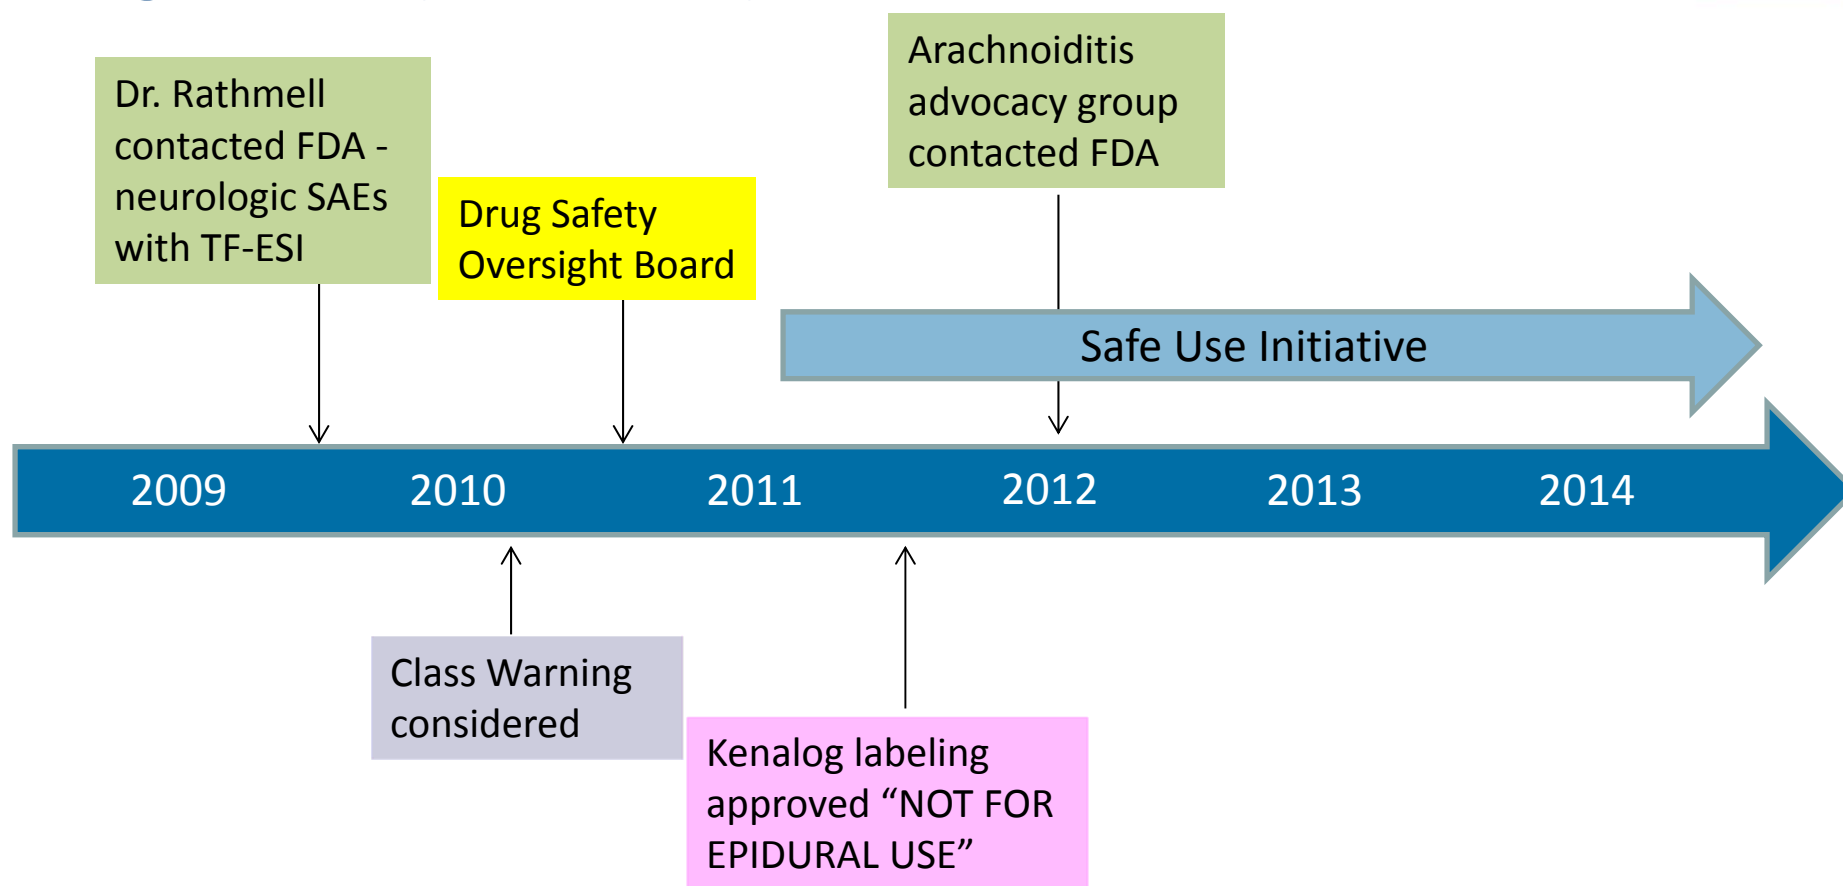 Arachnoiditis
advocacy group
contacted FDA
Dr. Rathmell
contacted FDA -
neurologic SAEs
with TF-ESI
Drug Safety
Oversight Board
Safe Use Initiative
2009 2010 2011 2012 2013 2014
Class Warning
considered
Kenalog labeling
approved “NOT FOR
EPIDURAL USE”